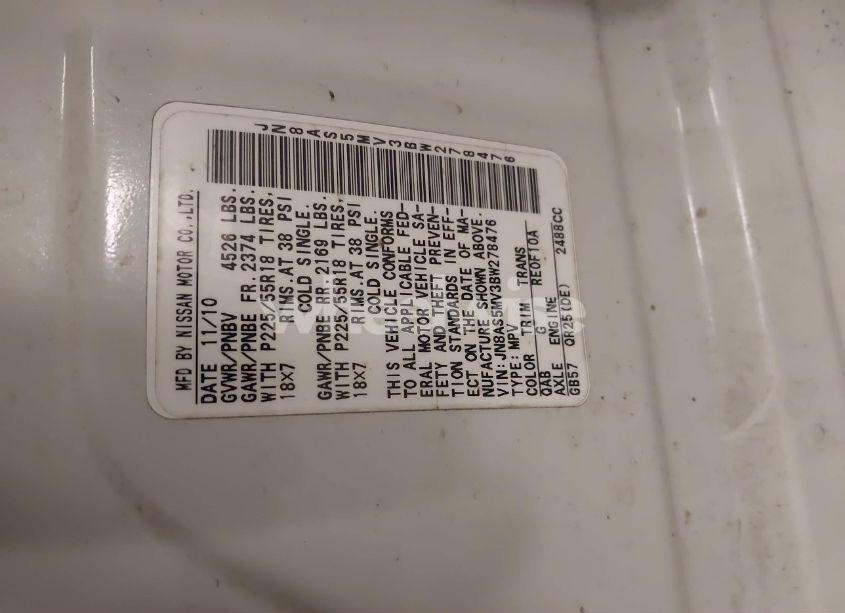 JN8AS5MV3BW278476
MFD BY NISSAN MOTOR CO.,LTD.
DATE 11/10
GVWR/PNBV 4526 LBS.
GAWR/PNBE FR. 2374 LBS.
WITH P225/55R18 TIRES,
18X7 RIMS. AT 38 PSI
COLD SINGLE.
GAWR/PNBE RR. 2169 LBS.
WITH P225/55R18 TIRES,
18X7 RIMS. AT 38 PSI
COLD SINGLE.
THIS VEHICLE CONFORMS
TO ALL APPLICABLE FED-
ERAL MOTOR VEHICLE SA-
FETY AND THEFT PREVEN-
TION STANDARDS IN EFF-
ECT ON THE DATE OF MA-
NUFACTURE SHOWN ABOVE.
VIN:JN8AS5MV3BW278476
TYPE: MPV
COLOR TRIM TRANS
QAB G RE0F10A
AXLE ENGINE
GB57 QR25(DE) 2488CC